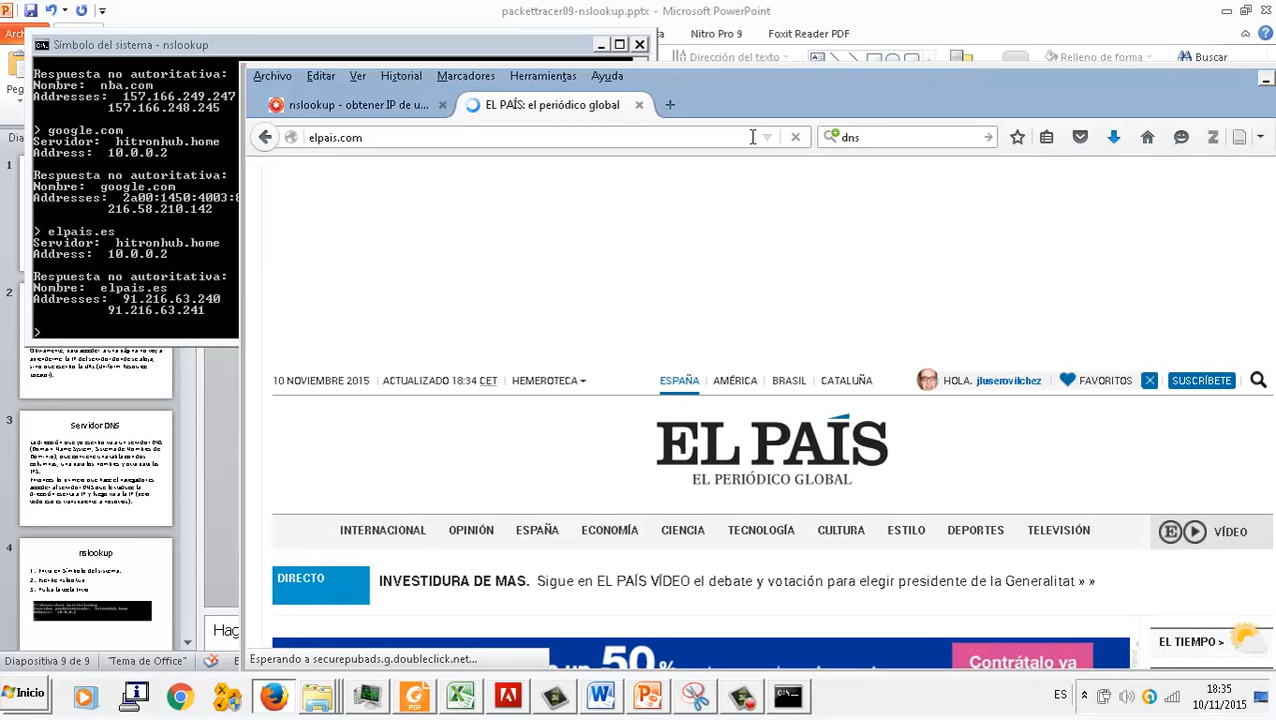 packettracer09-nslookup.pptx - Microsoft PowerPoint
Archi
Nitro Pro 9
Foxit Reader PDF
Dirección del texto
Relleno de forma
Buscar
Símbolo del sistema - nslookup
Respuesta no autoritativa:
Nombre: nba.com
Addresses: 157.166.249.247
157.166.248.245
> google.com
Servidor: hitronhub.home
Address: 10.0.0.2
Respuesta no autoritativa:
Nombre: google.com
Addresses: 2a00:1450:4003:8
216.58.210.142
> elpais.es
Servidor: hitronhub.home
Address: 10.0.0.2
Respuesta no autoritativa:
Nombre: elpais.es
Addresses: 91.216.63.240
91.216.63.241
>
Archivo Editar Ver Historial Marcadores Herramientas Ayuda
nslookup - obtener IP de u...
EL PAÍS: el periódico global
elpais.com
dns
10 NOVIEMBRE 2015 | ACTUALIZADO 18:34 CET | HEMEROTECA
ESPAÑA | AMÉRICA | BRASIL | CATALUÑA
HOLA, jluserovilchez
FAVORITOS
SUSCRÍBETE
EL PAÍS
EL PERIÓDICO GLOBAL
INTERNACIONAL OPINIÓN ESPAÑA ECONOMÍA CIENCIA TECNOLOGÍA CULTURA ESTILO DEPORTES TELEVISIÓN
VÍDEO
DIRECTO
INVESTIDURA DE MAS. Sigue en EL PAÍS VÍDEO el debate y votación para elegir presidente de la Generalitat » »
50%
Contrátalo ya
EL TIEMPO >
Esperando a securepubads.g.doubleclick.net...
1
2
3
Servidor DNS
4
nslookup
Hag
Diapositiva 9 de 9
"Tema de Office"
Inicio
ES
18:35
10/11/2015